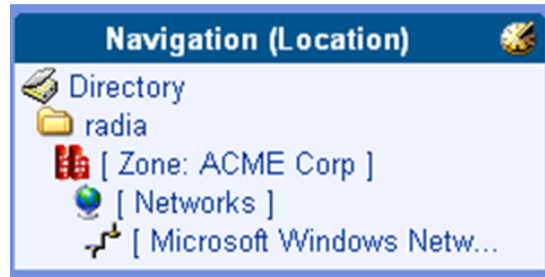 Navigation (Location)
Directory
radia
[ Zone: ACME Corp ]
[ Networks ]
[ Microsoft Windows Netw...